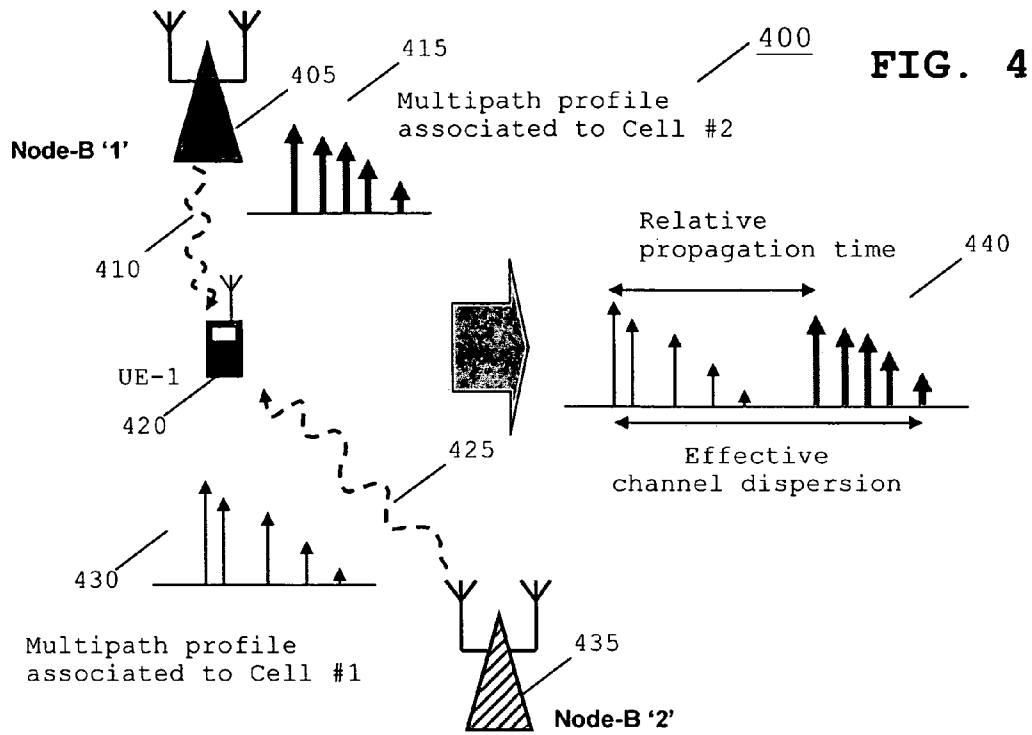 400
FIG. 4
415
405
Multipath profile
associated to Cell #2
Node-B ‘1’
410
Relative
propagation time
440
UE-1
420
425
Effective
channel dispersion
430
Multipath profile
associated to Cell #1
435
Node-B ‘2’